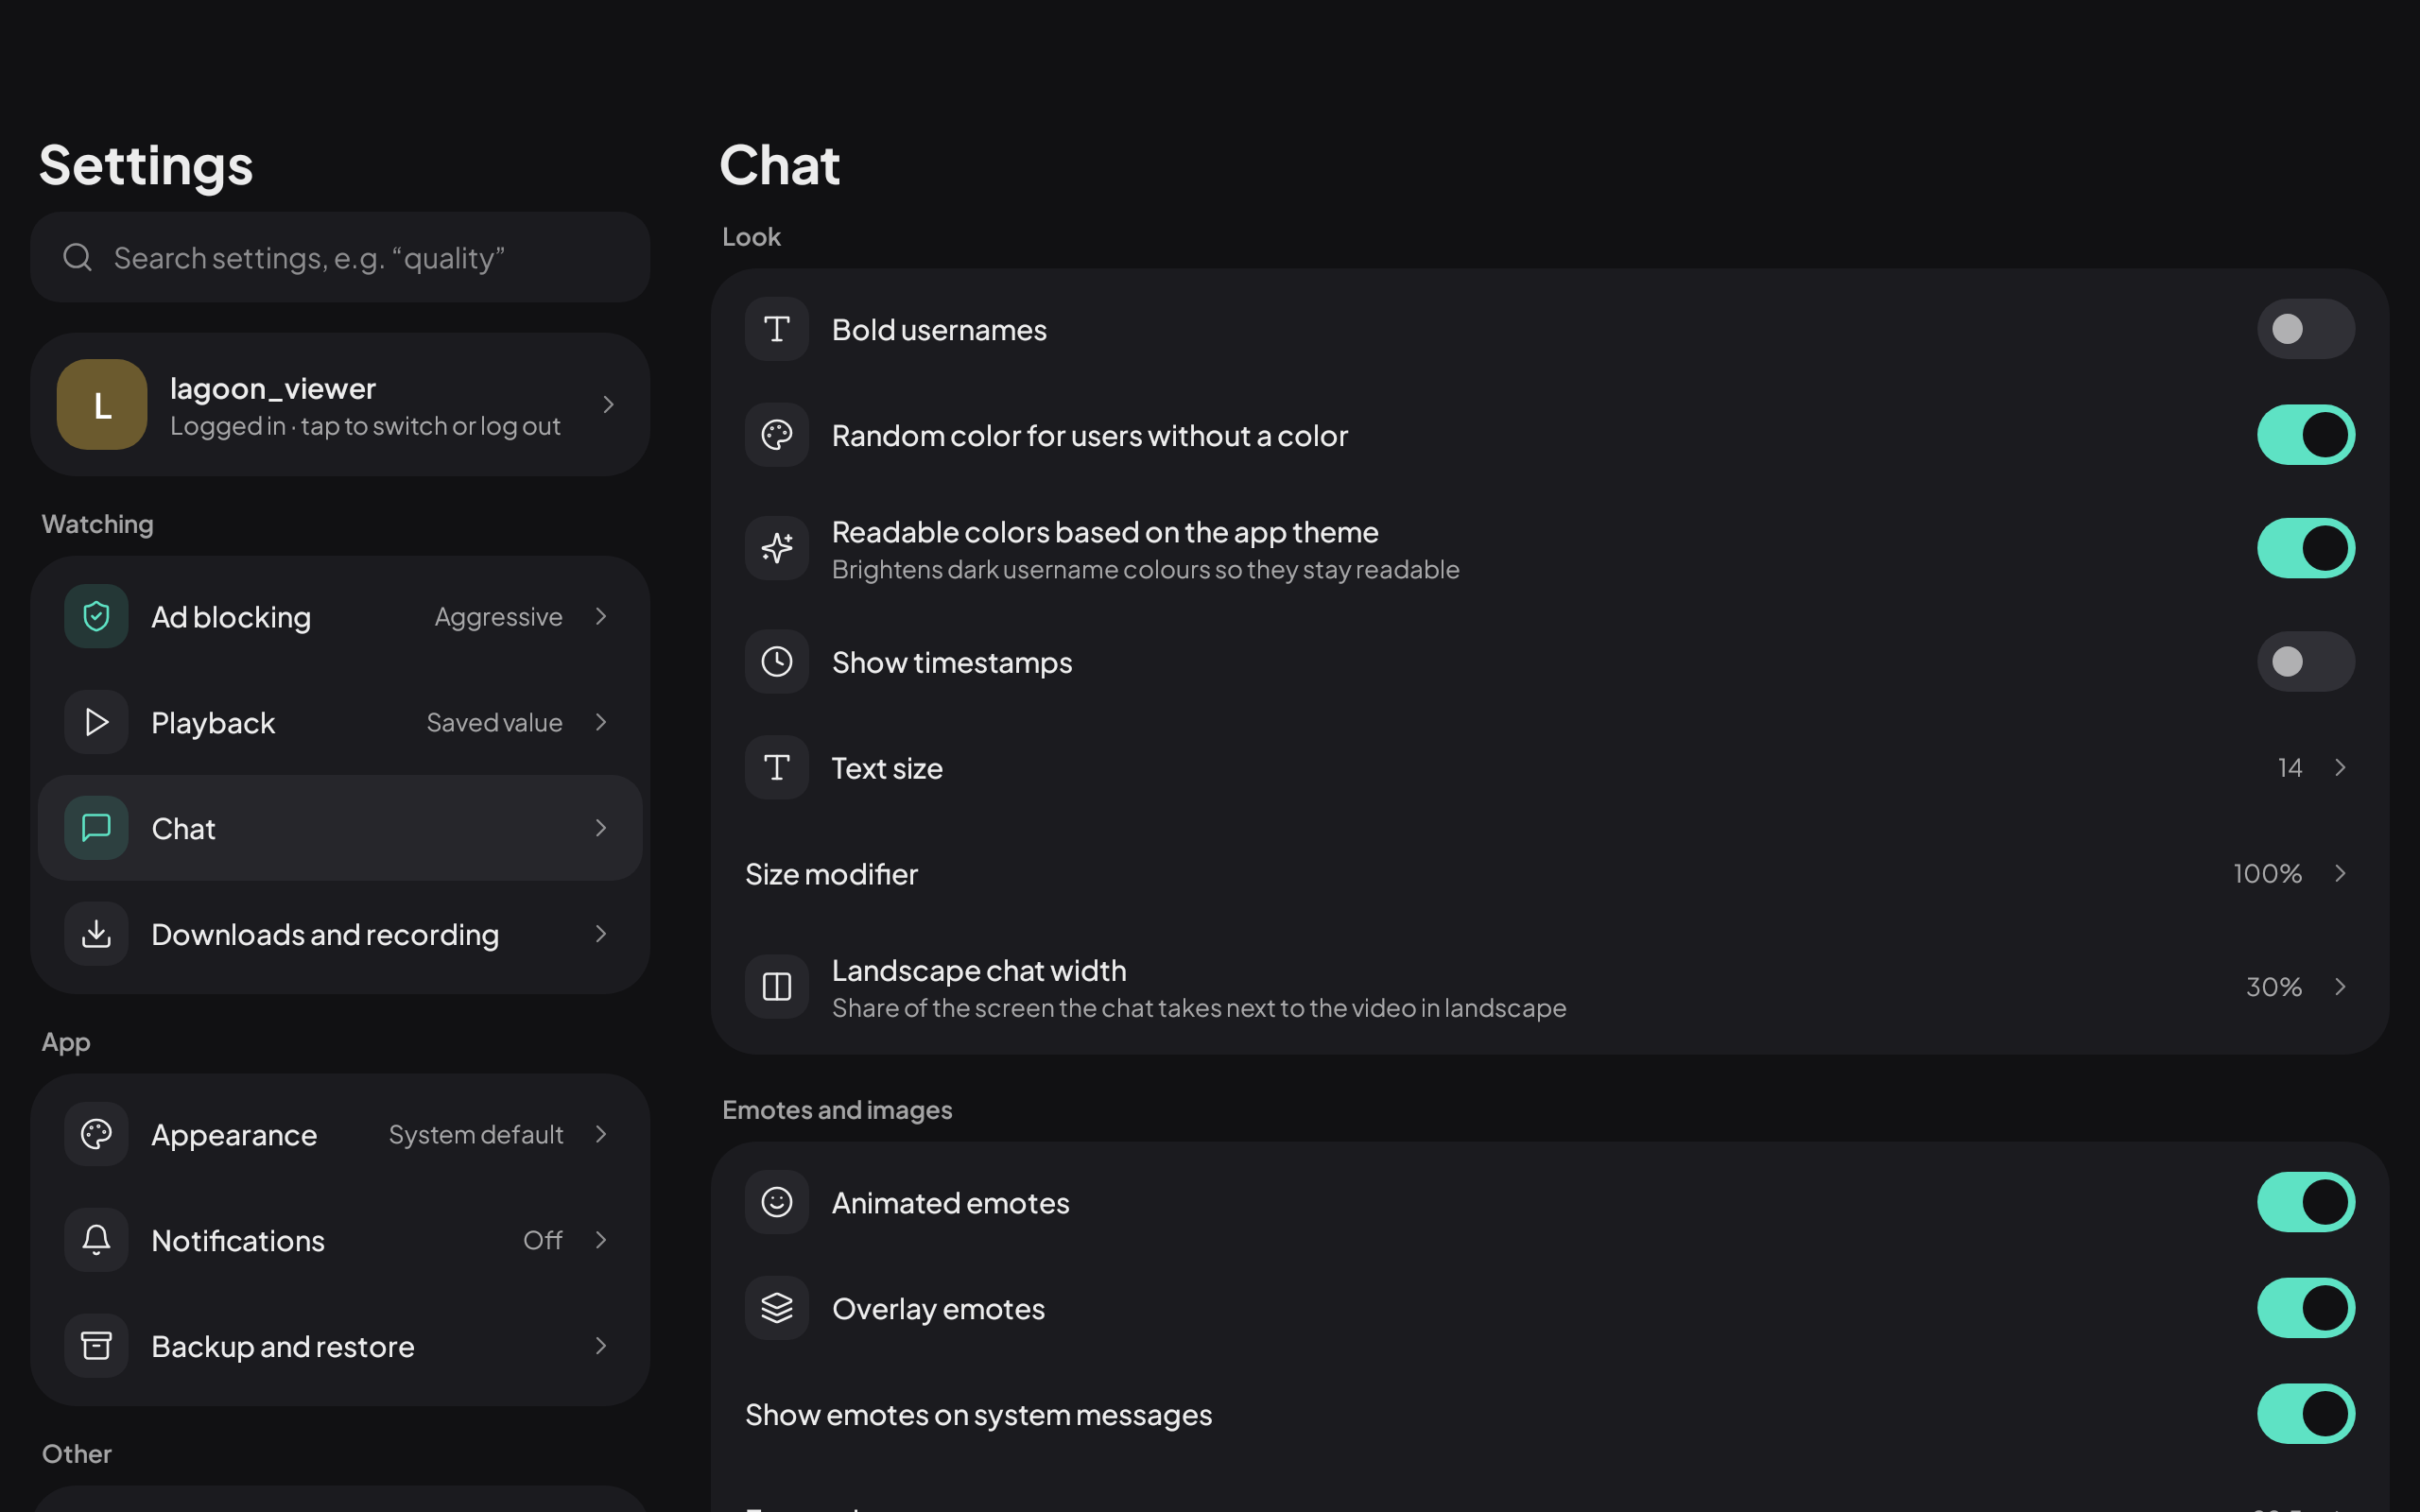 Settings
Search settings, e.g. “quality”
L
lagoon_viewer
Logged in · tap to switch or log out
Watching
Ad blocking
Aggressive
Playback
Saved value
Chat
Downloads and recording
App
Appearance
System default
Notifications
Off
Backup and restore
Other
Chat
Look
Bold usernames
Random color for users without a color
Readable colors based on the app theme
Brightens dark username colours so they stay readable
Show timestamps
Text size
14
Size modifier
100%
Landscape chat width
Share of the screen the chat takes next to the video in landscape
30%
Emotes and images
Animated emotes
Overlay emotes
Show emotes on system messages